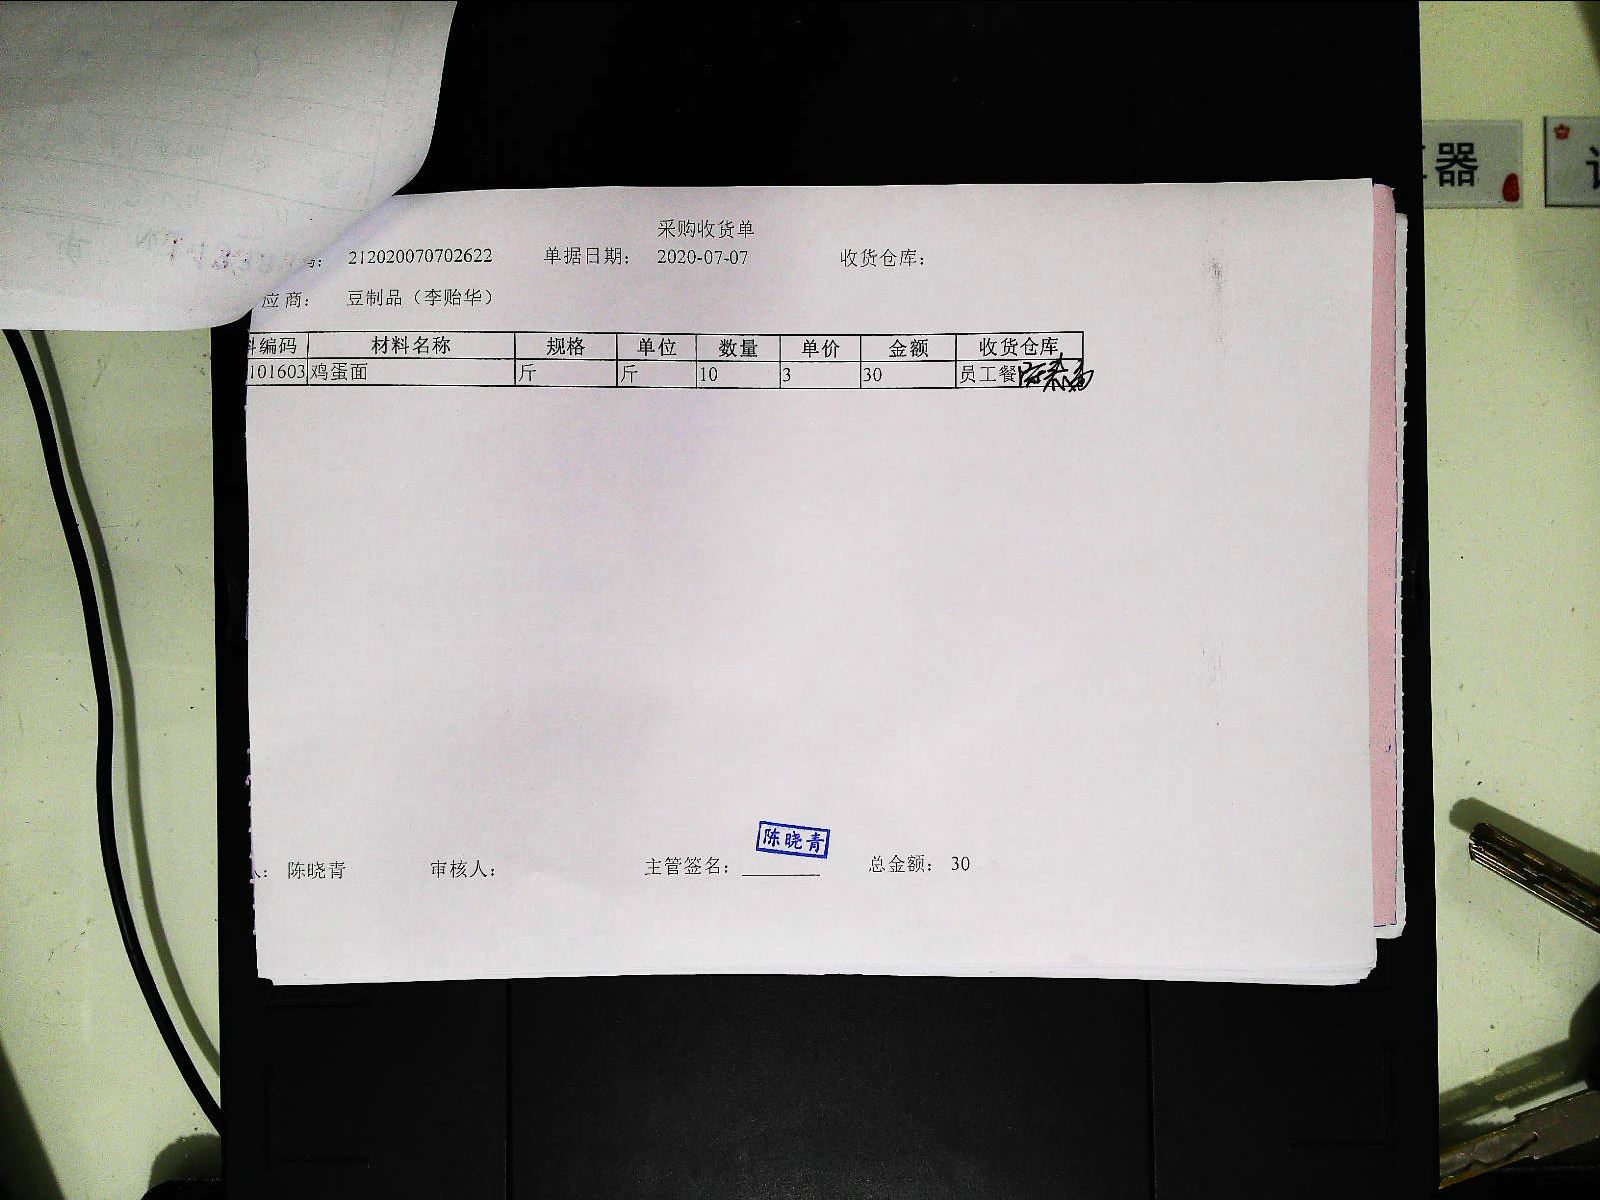 采购收货单
212020070702622 单据日期: 2020-07-07 收货仓库:
应商: 豆制品（李贻华）
编码 材料名称 规格 单位 数量 单价 金额 收货仓库
101603 鸡蛋面 斤 斤 10 3 30 员工餐
陈晓青
陈晓青 审核人: 主管签名: 总金额: 30
器